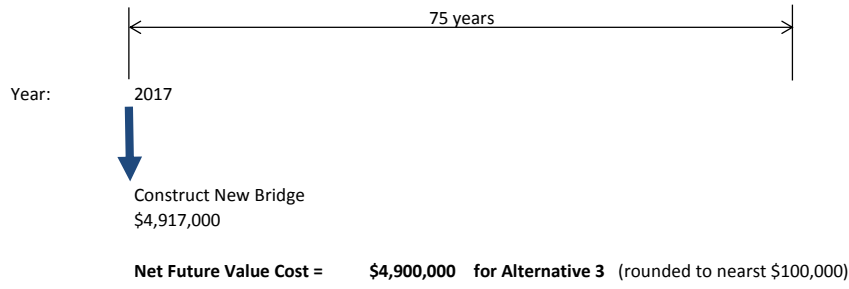 75 years
Year: 2017
Construct New Bridge
$4,917,000
Net Future Value Cost = $4,900,000 for Alternative 3 (rounded to nearst $100,000)